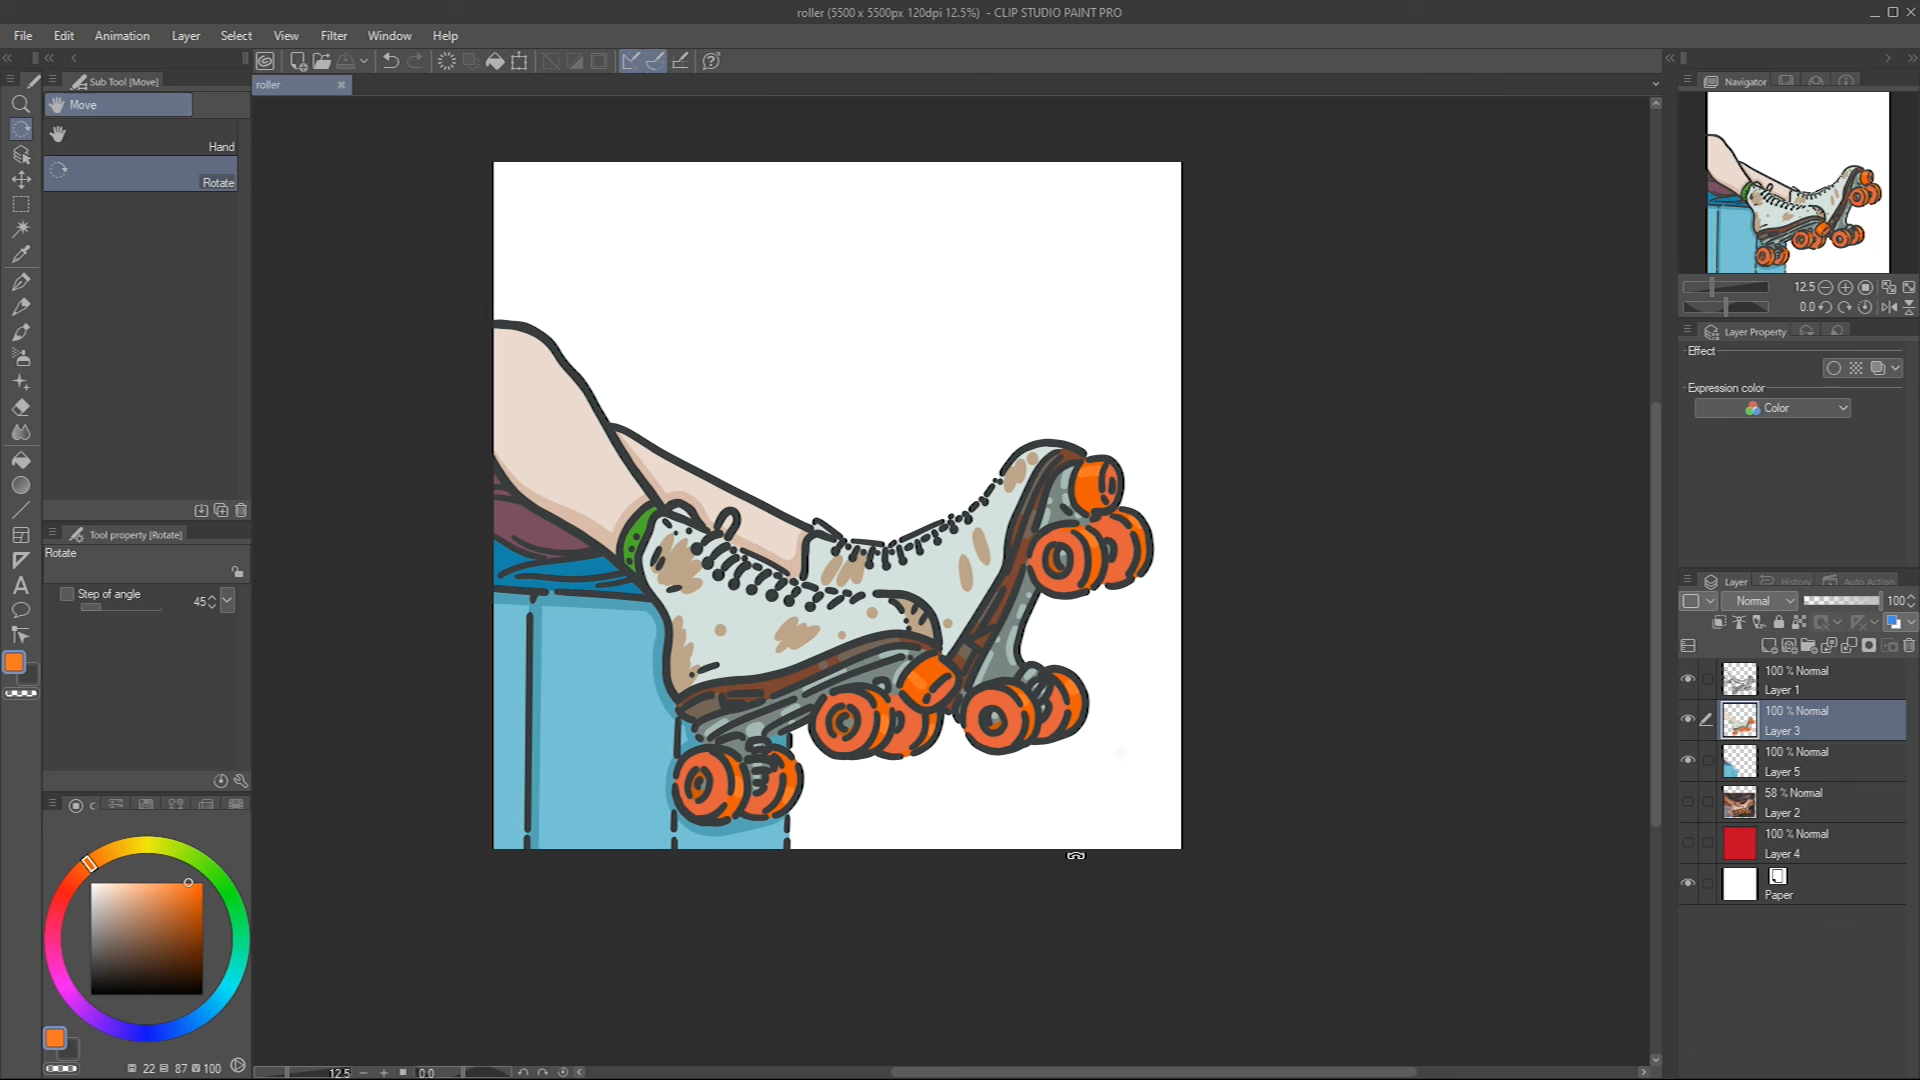 roller (5500 x 5500px 120dpi 12.5%) - CLIP STUDIO PAINT PRO
File Edit Animation Layer Select View Filter Window Help
Sub Tool [Move]
roller
Move
Hand
Rotate
Navigator
12.5
0.0
Layer Property
Effect
Expression color
Color
Tool property [Rotate]
Rotate
Step of angle 45
Layer History Auto Action
Normal 100
100 % Normal
Layer 1
100 % Normal
Layer 3
100 % Normal
Layer 5
58 % Normal
Layer 2
100 % Normal
Layer 4
Paper
22 87 100
12.5 0.0